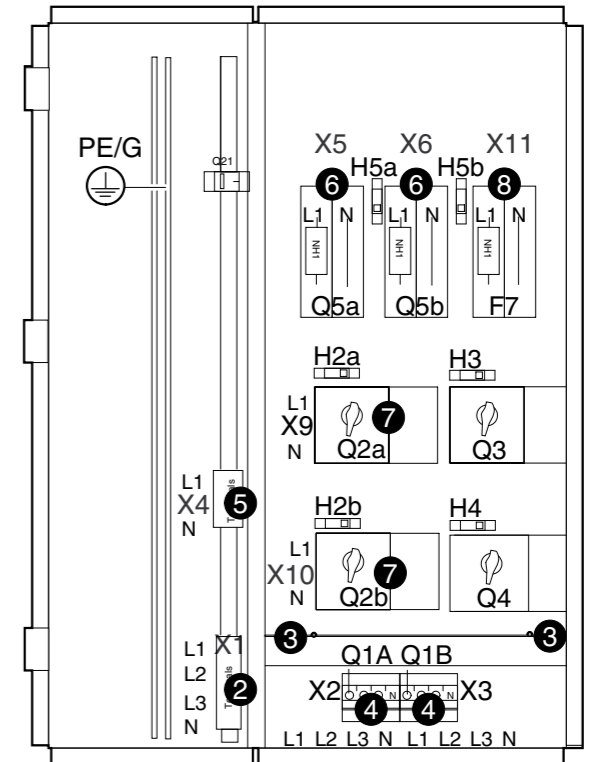 X5 X6 X11
PE/G
Q21
H5a H5b
6 6 8
L1 N L1 N L1 N
NH1 NH1 NH1
Q5a Q5b F7
H2a H3
L1
X9 7
N Q2a Q3
L1
X4 5
N
H2b H4
L1
X10 7
N Q2b Q4
3 3
L1 X1
Q1A Q1B
L2
2
X2 N N X3
4 4
L3
N
L1 L2 L3 N L1 L2 L3 N